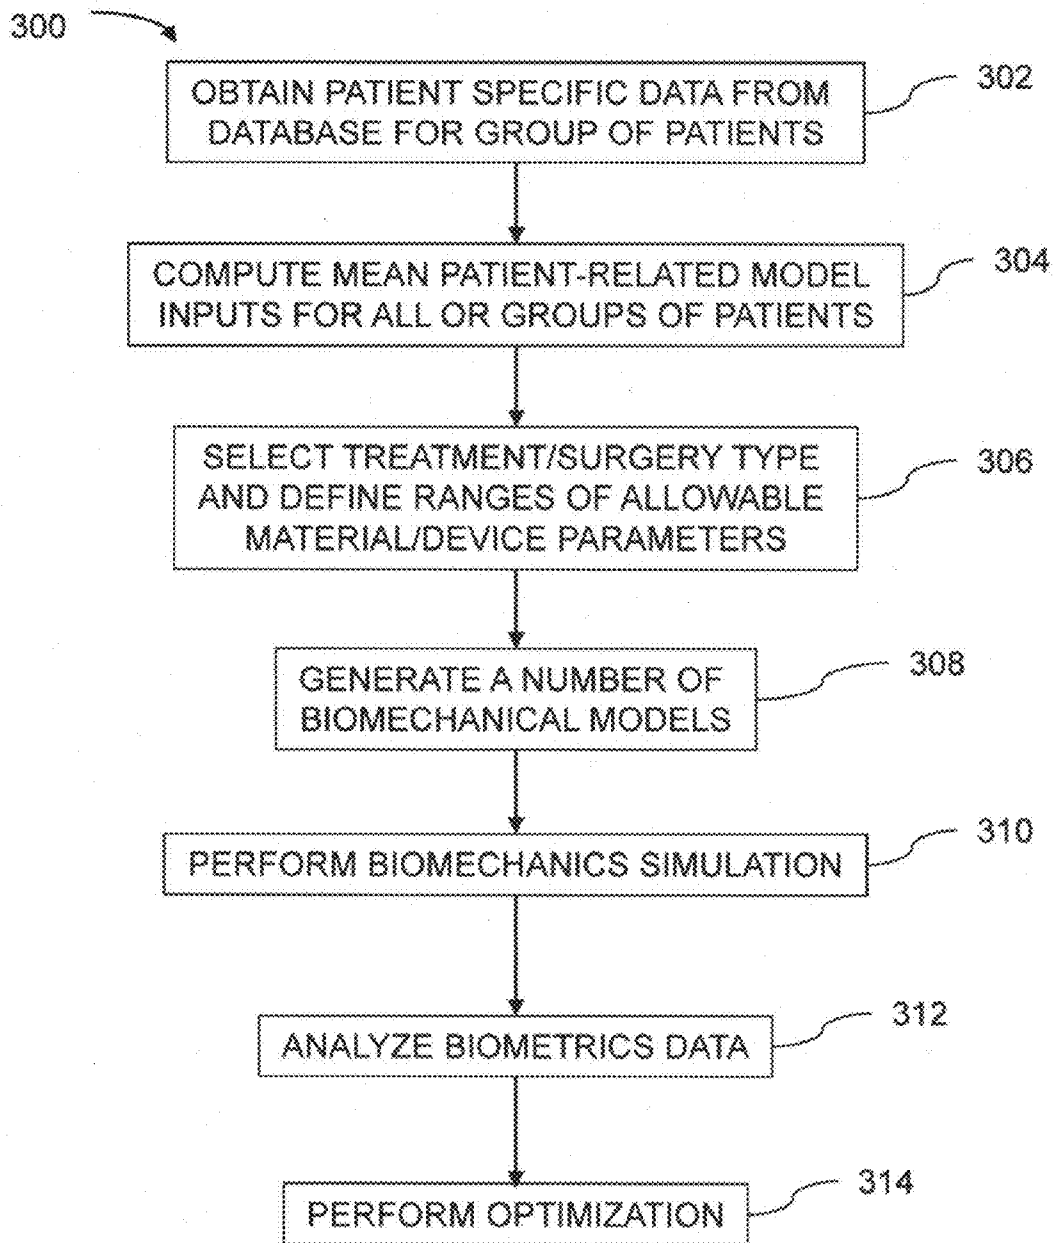 300
302
OBTAIN PATIENT SPECIFIC DATA FROM
DATABASE FOR GROUP OF PATIENTS
304
COMPUTE MEAN PATIENT-RELATED MODEL
INPUTS FOR ALL OR GROUPS OF PATIENTS
306
SELECT TREATMENT/SURGERY TYPE
AND DEFINE RANGES OF ALLOWABLE
MATERIAL/DEVICE PARAMETERS
308
GENERATE A NUMBER OF
BIOMECHANICAL MODELS
310
PERFORM BIOMECHANICS SIMULATION
312
ANALYZE BIOMETRICS DATA
314
PERFORM OPTIMIZATION